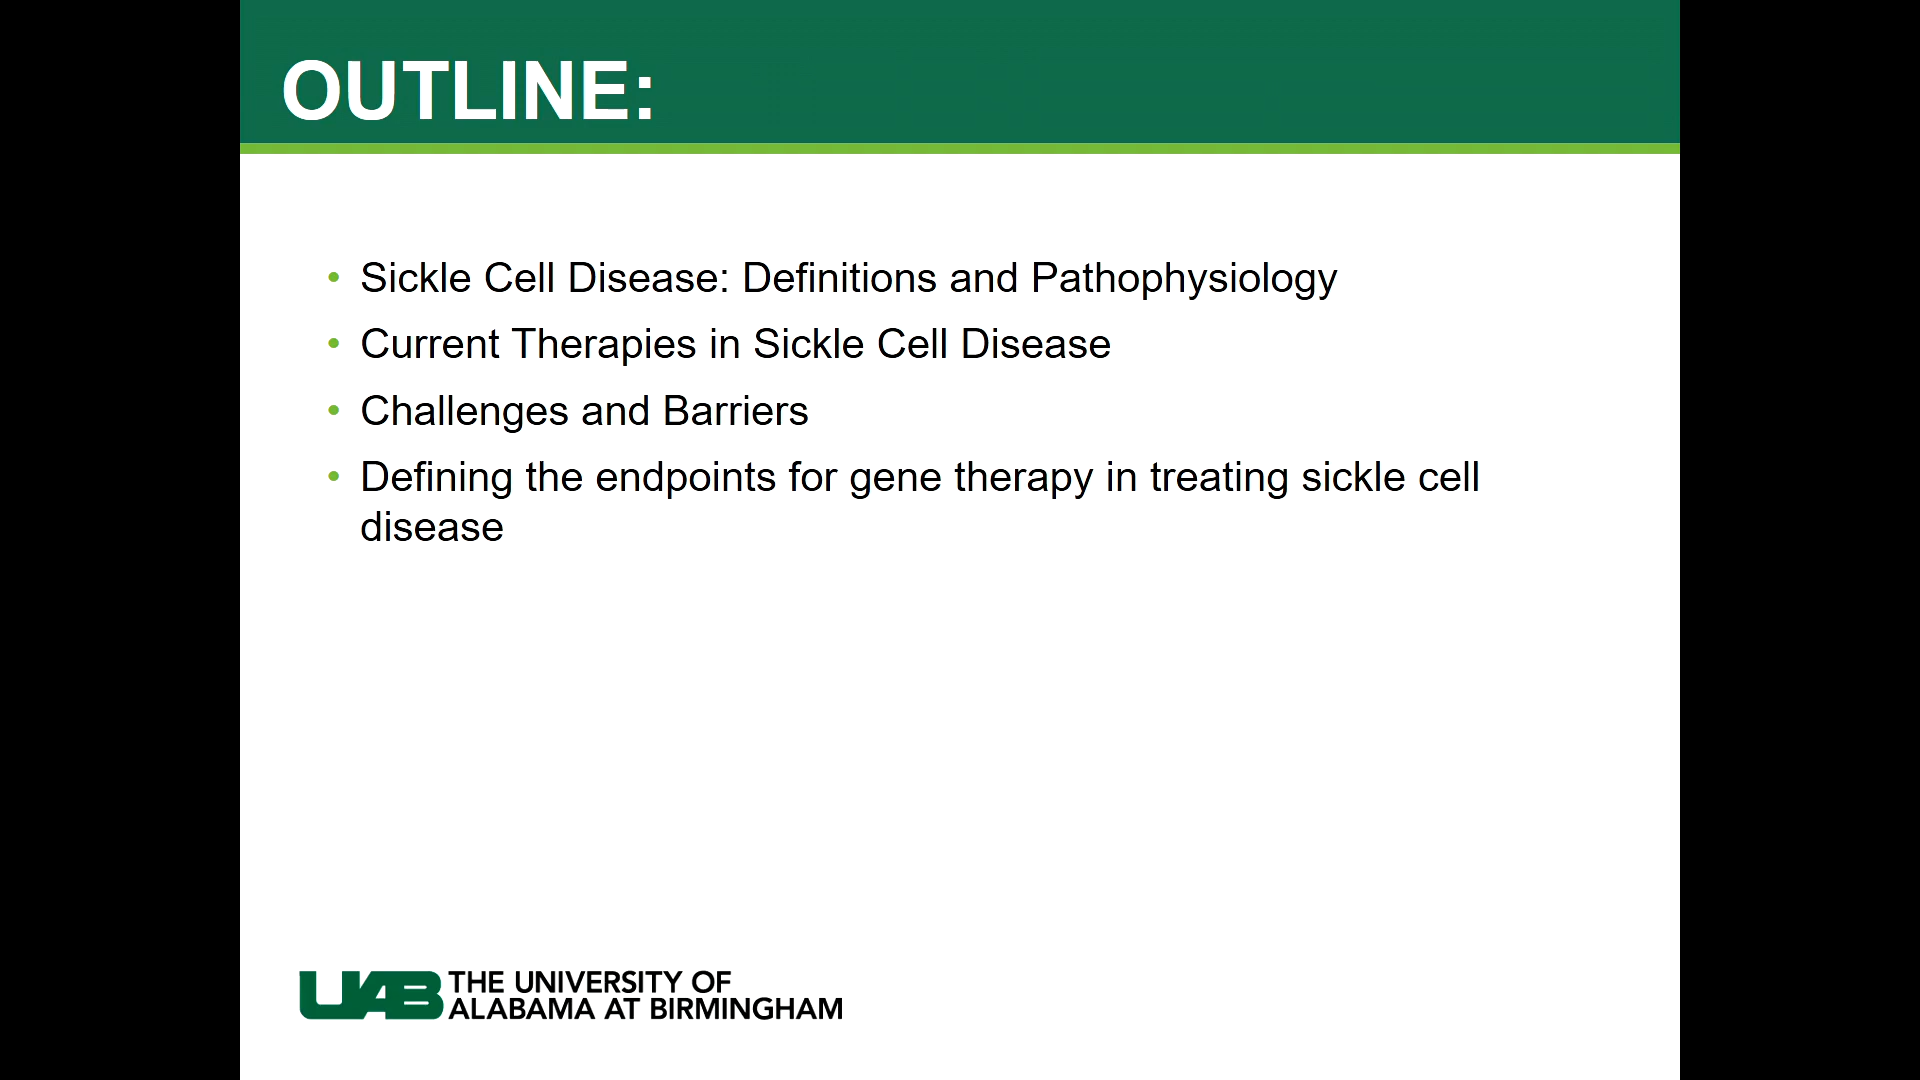 OUTLINE:
• Sickle Cell Disease: Definitions and Pathophysiology
• Current Therapies in Sickle Cell Disease
• Challenges and Barriers
• Defining the endpoints for gene therapy in treating sickle cell
disease
UAB THE UNIVERSITY OF
ALABAMA AT BIRMINGHAM